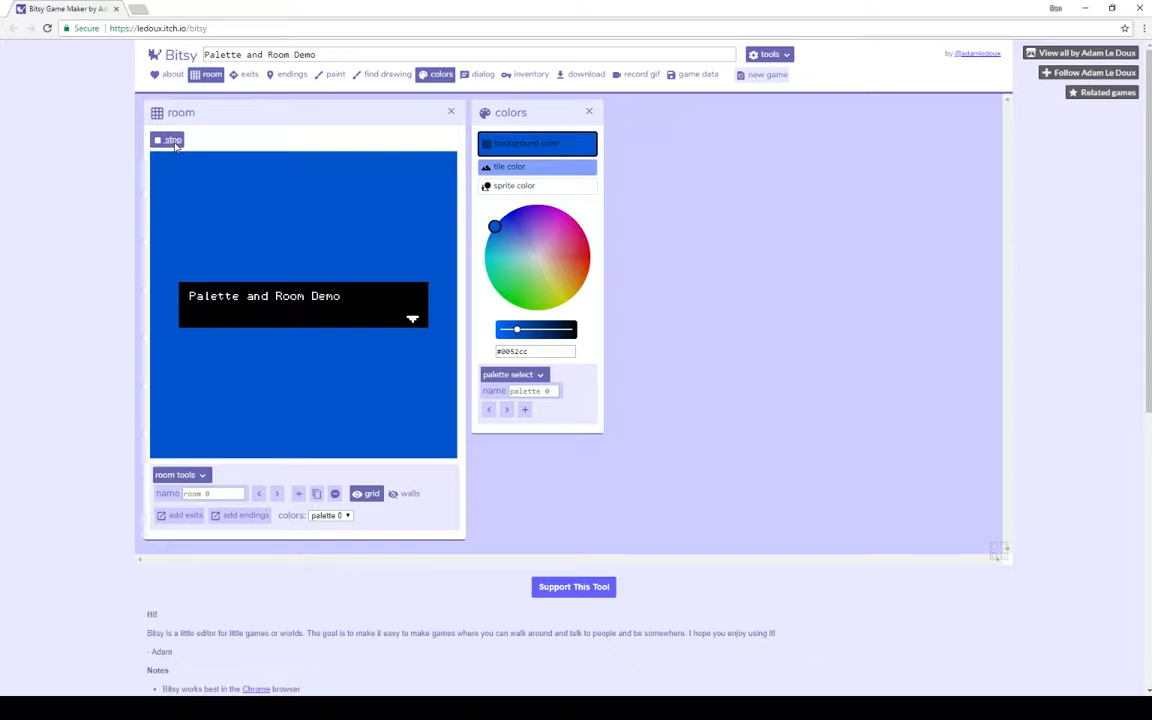 Bitsy Game Maker by Ad
Secure
https://ledoux.itch.io/bitsy
Bitsy
Palette and Room Demo
tools
by @adamledoux
about
room
exits
endings
paint
find drawing
colors
dialog
inventory
download
record gif
game data
new game
View all by Adam Le Doux
Follow Adam Le Doux
Related games
room
stop
Palette and Room Demo
room tools
name room 0
grid
walls
add exits
add endings
colors: palette 0
colors
background color
tile color
sprite color
#0052cc
palette select
name palette 0
< > +
Support This Tool
Hi!
Bitsy is a little editor for little games or worlds. The goal is to make it easy to make games where you can walk around and talk to people and be somewhere. I hope you enjoy using it!
- Adam
Notes
• Bitsy works best in the Chrome browser